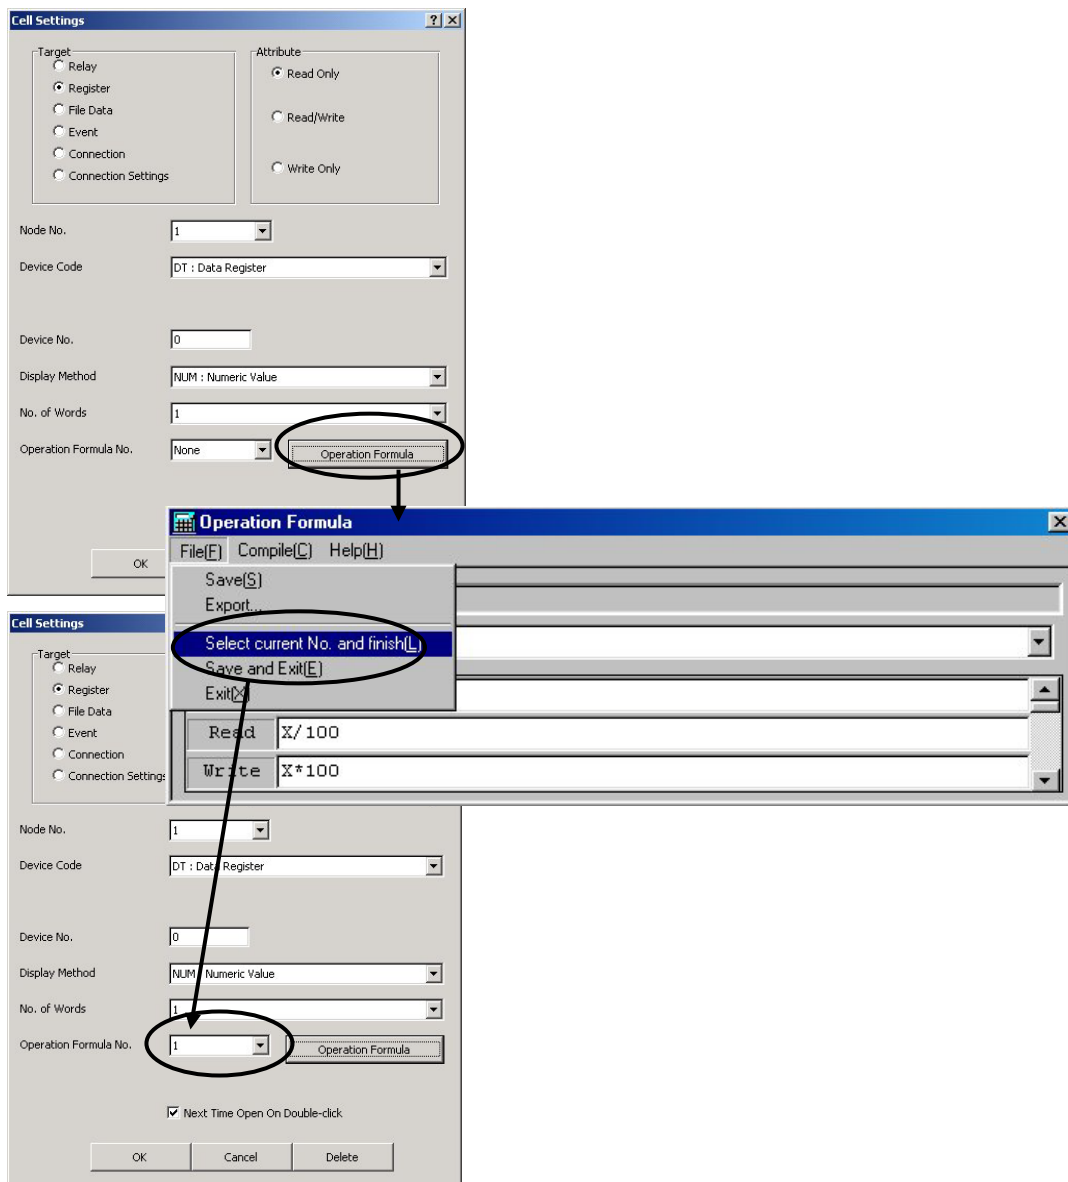 Cell Settings
Target
Relay
Register
File Data
Event
Connection
Connection Settings
Attribute
Read Only
Read/Write
Write Only
Node No. 1
Device Code DT : Data Register
Device No. 0
Display Method NUM : Numeric Value
No. of Words 1
Operation Formula No. None Operation Formula
OK
Operation Formula
File(F) Compile(C) Help(H)
Save(S)
Export...
Select current No. and finish(L)
Save and Exit(E)
Exit(X)
Read X/100
Write X*100
Cell Settings
Target
Relay
Register
File Data
Event
Connection
Connection Settings
Node No. 1
Device Code DT : Data Register
Device No. 0
Display Method NUM : Numeric Value
No. of Words 1
Operation Formula No. 1 Operation Formula
Next Time Open On Double-click
OK Cancel Delete